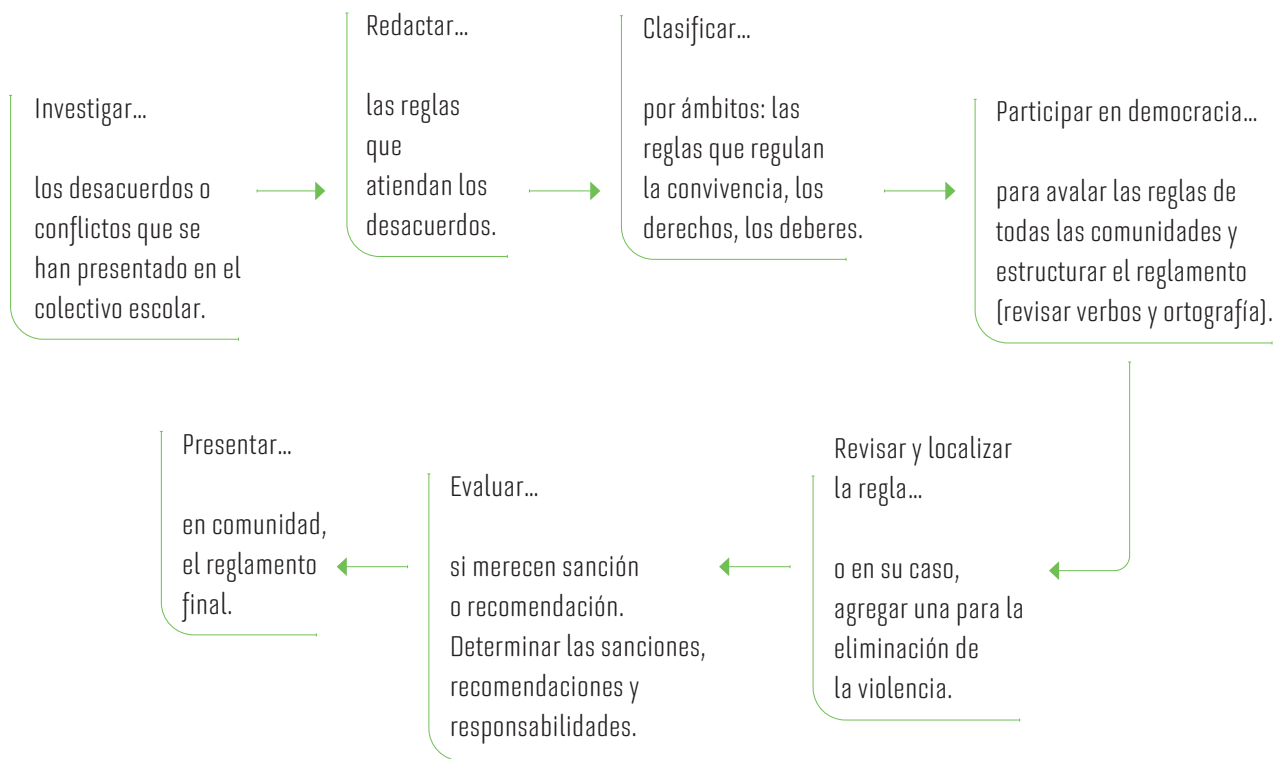 Investigar...
los desacuerdos o
conflictos que se
han presentado en el
colectivo escolar.
Redactar...
las reglas
que
atiendan los
desacuerdos.
Clasificar...
por ámbitos: las
reglas que regulan
la convivencia, los
derechos, los deberes.
Participar en democracia...
para avalar las reglas de
todas las comunidades y
estructurar el reglamento
(revisar verbos y ortografía).
Revisar y localizar
la regla...
o en su caso,
agregar una para la
eliminación de
la violencia.
Evaluar...
si merecen sanción
o recomendación.
Determinar las sanciones,
recomendaciones y
responsabilidades.
Presentar...
en comunidad,
el reglamento
final.